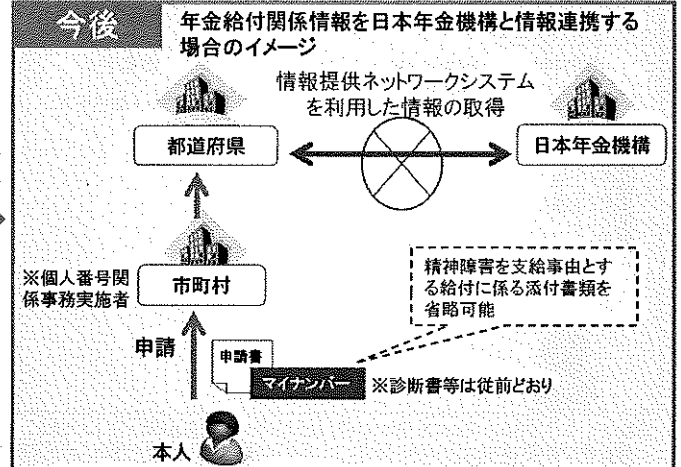 今後
年金給付関係情報を日本年金機構と情報連携する
場合のイメージ
情報提供ネットワークシステム
を利用した情報の取得
都道府県
日本年金機構
※個人番号関
係事務実施者
市町村
精神障害を支給事由とす
る給付に係る添付書類を
省略可能
申請
申請書
マイナンバー
※診断書等は従前どおり
本人